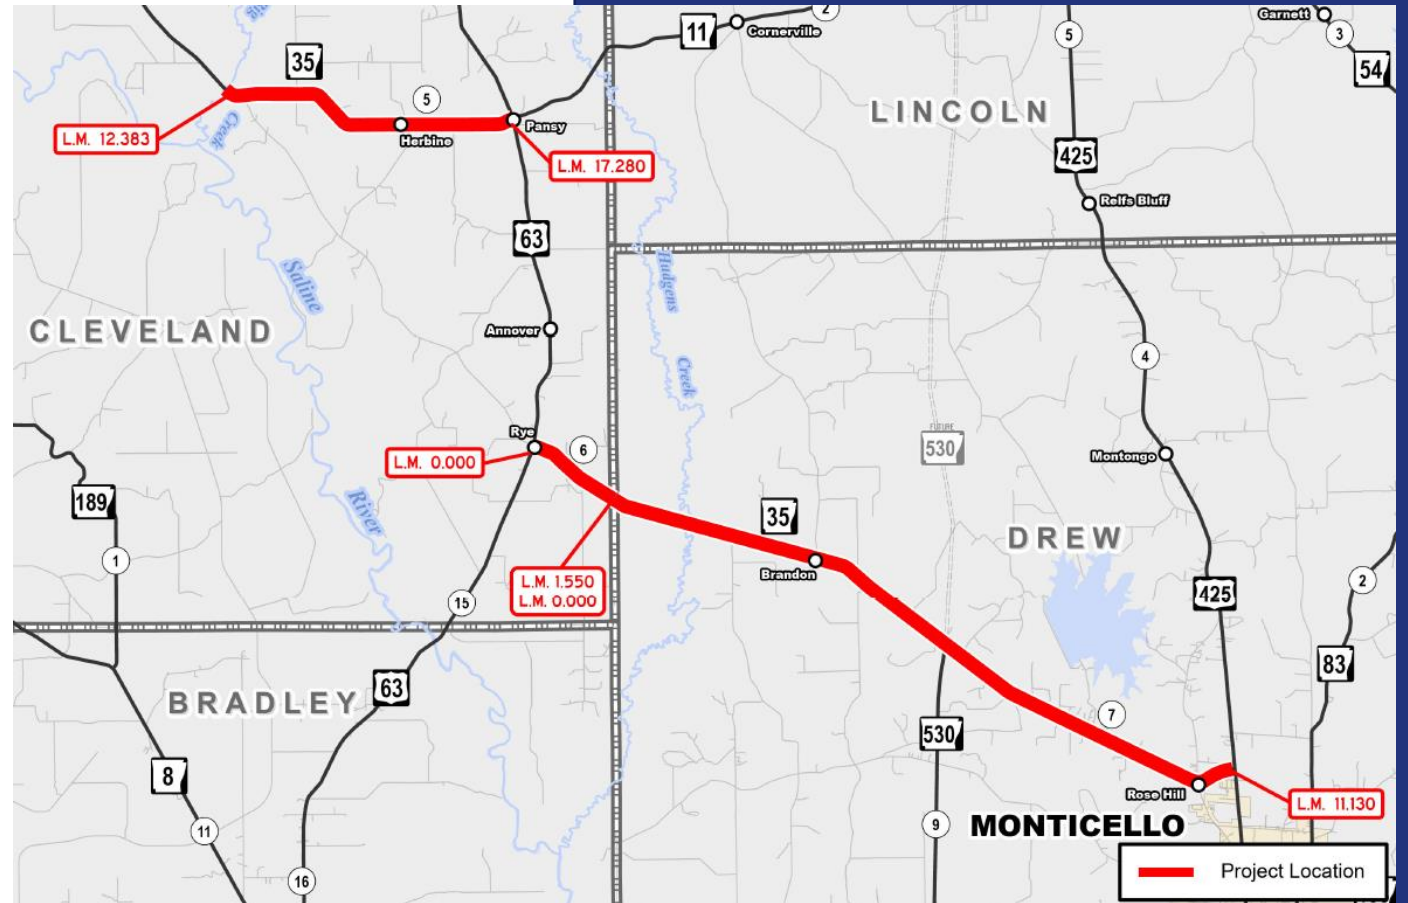 2
Garnett
11
Cornerville
3
5
35
54
LINCOLN
5
Creek
L.M. 12.383
Herbine
Pansy
L.M. 17.280
425
Relfs Bluff
63
Saline
Hudgens
CLEVELAND
Annover
4
Creek
Rye
6
FUTURE
530
L.M. 0.000
Montongo
189
River
35
DREW
1
Brandon
L.M. 1.550
L.M. 0.000
425
2
15
83
BRADLEY
63
7
530
8
Rose Hill
L.M. 11.130
11
9
MONTICELLO
16
Project Location